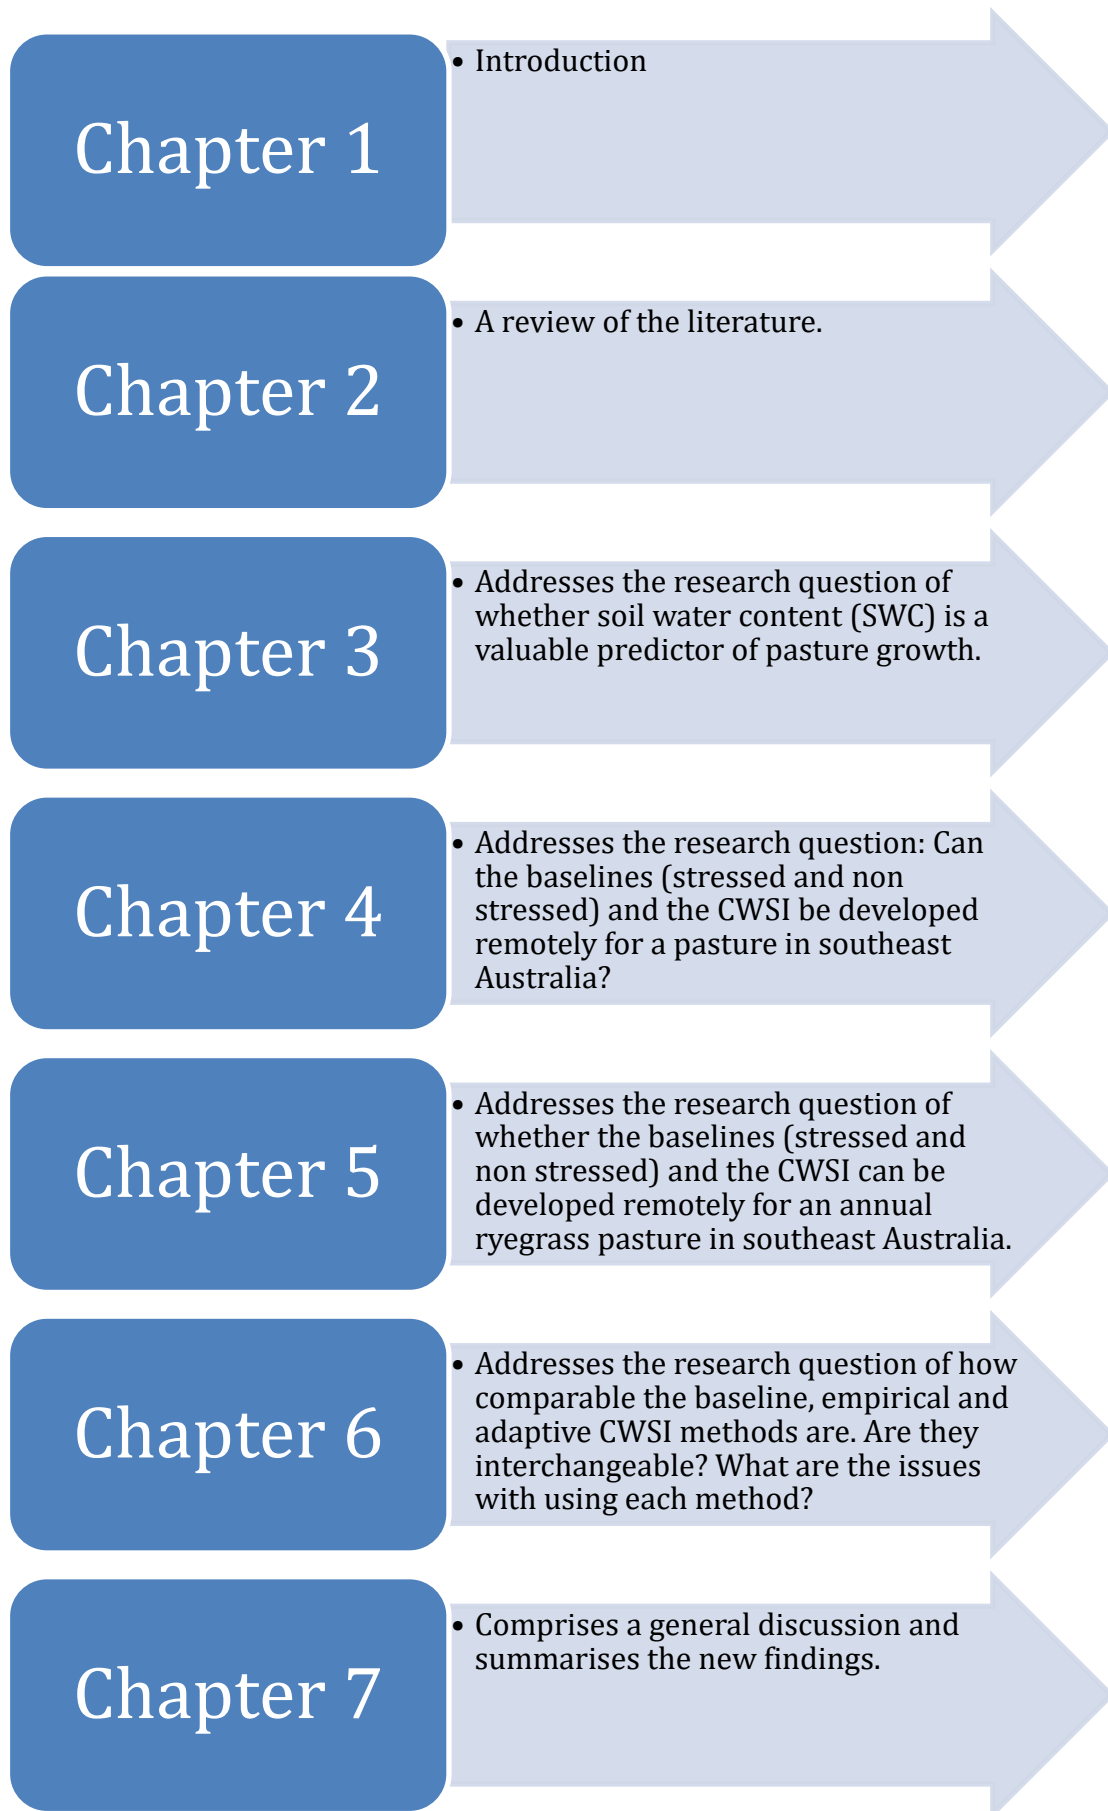 Chapter 1
• Introduction
Chapter 2
• A review of the literature.
Chapter 3
• Addresses the research question of
whether soil water content (SWC) is a
valuable predictor of pasture growth.
Chapter 4
• Addresses the research question: Can
the baselines (stressed and non
stressed) and the CWSI be developed
remotely for a pasture in southeast
Australia?
Chapter 5
• Addresses the research question of
whether the baselines (stressed and
non stressed) and the CWSI can be
developed remotely for an annual
ryegrass pasture in southeast Australia.
Chapter 6
• Addresses the research question of how
comparable the baseline, empirical and
adaptive CWSI methods are. Are they
interchangeable? What are the issues
with using each method?
Chapter 7
• Comprises a general discussion and
summarises the new findings.